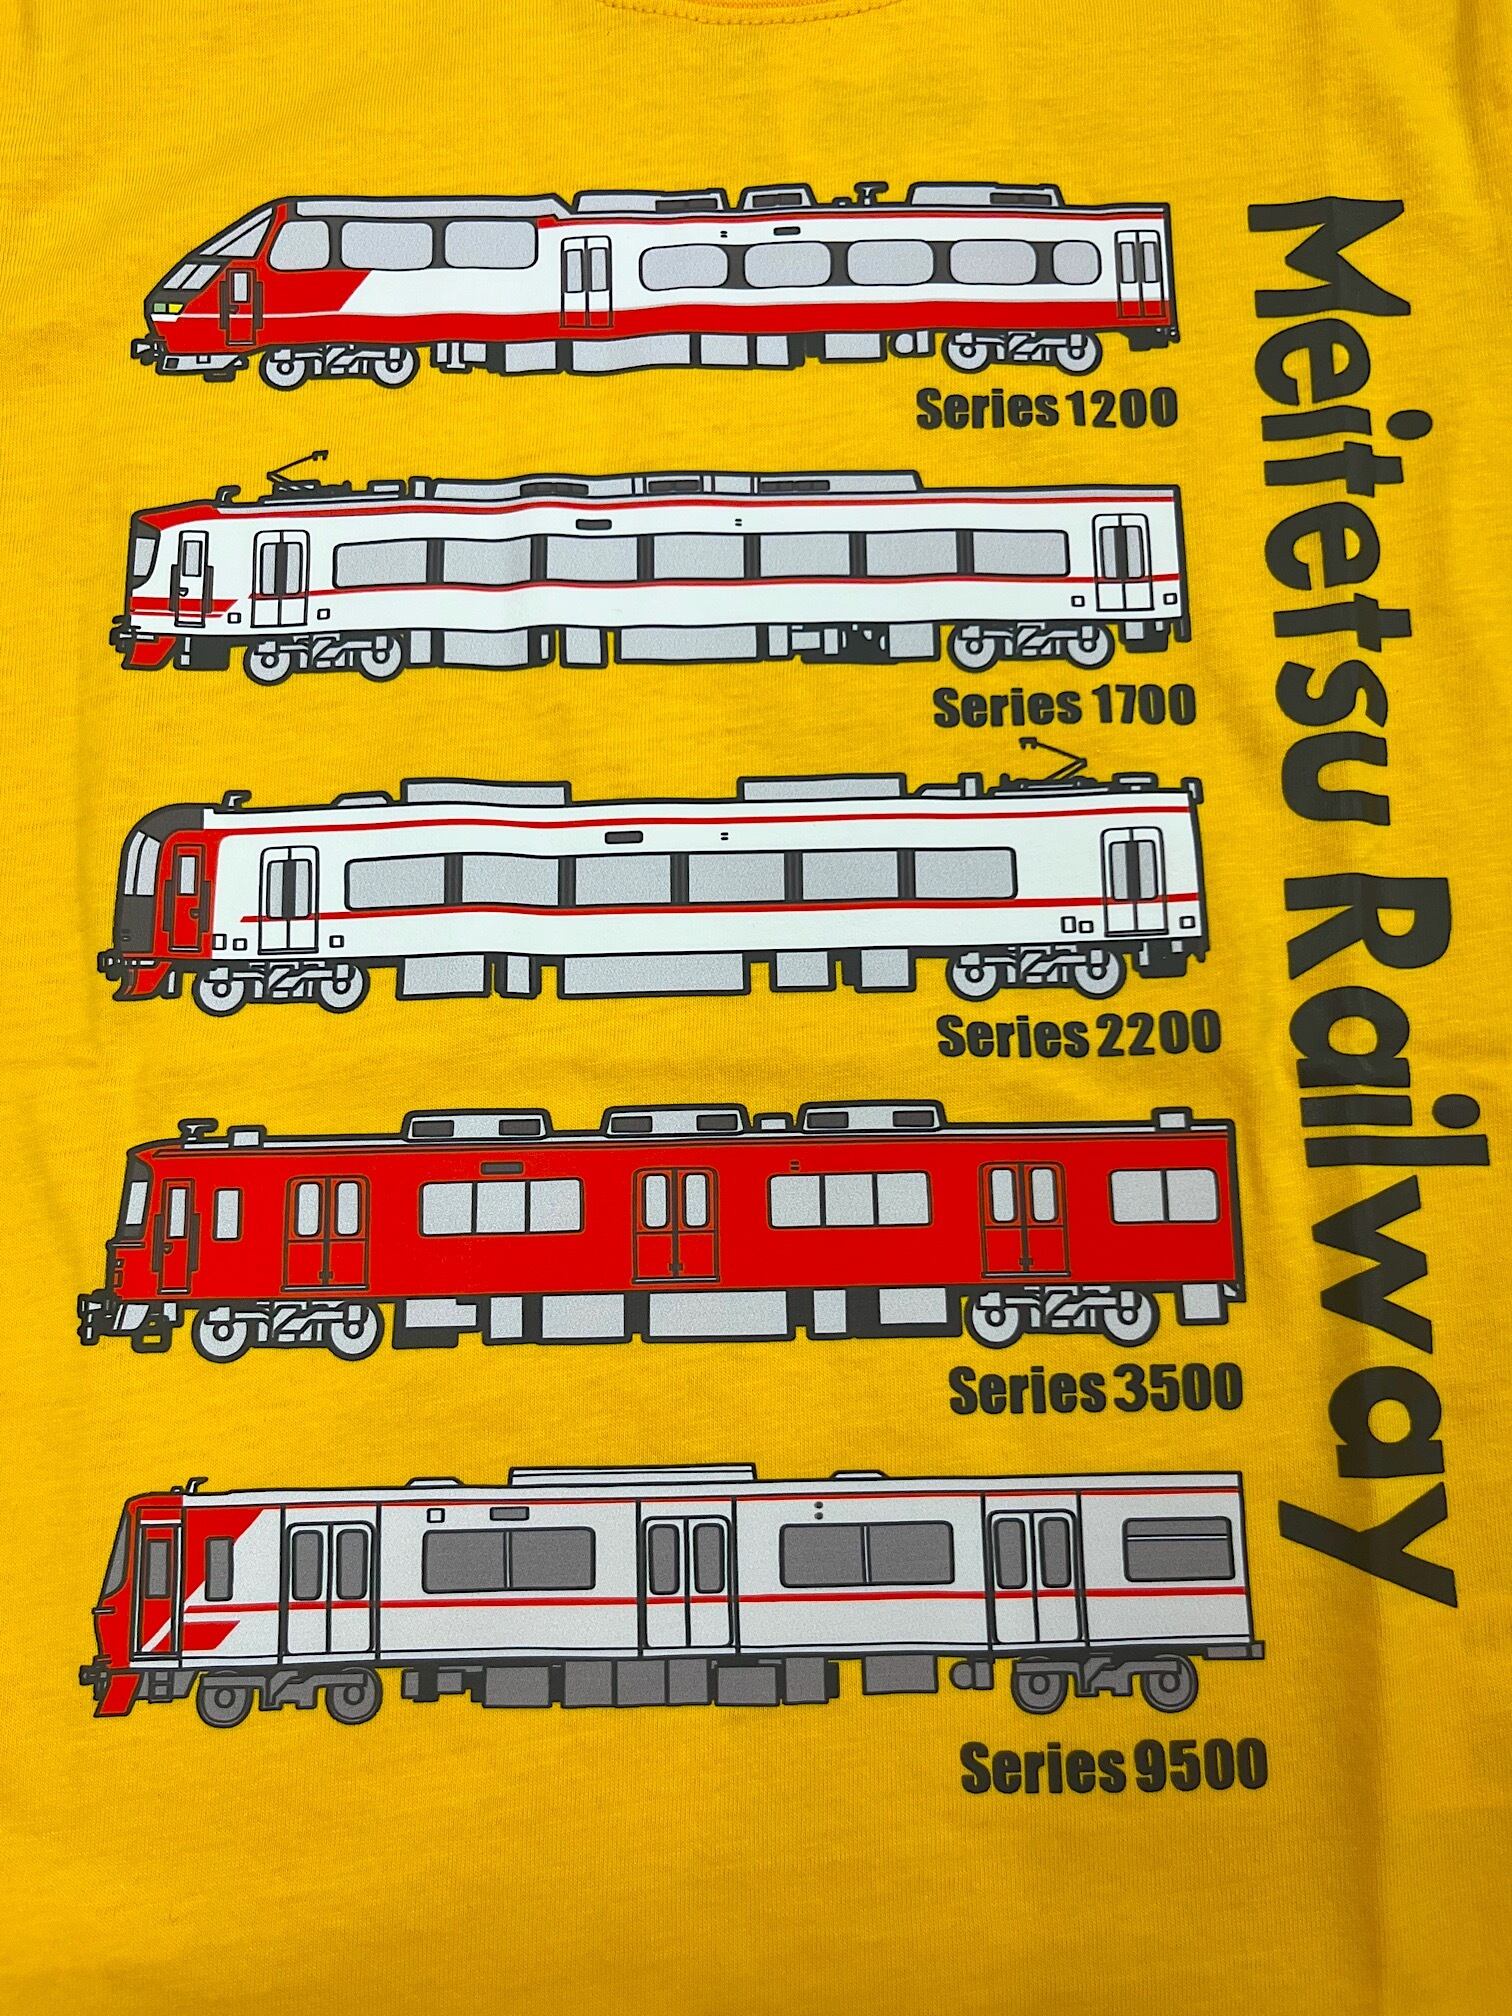 Meitetsu Railway
Series 1200
Series 1700
Series 2200
Series 3500
Series 9500